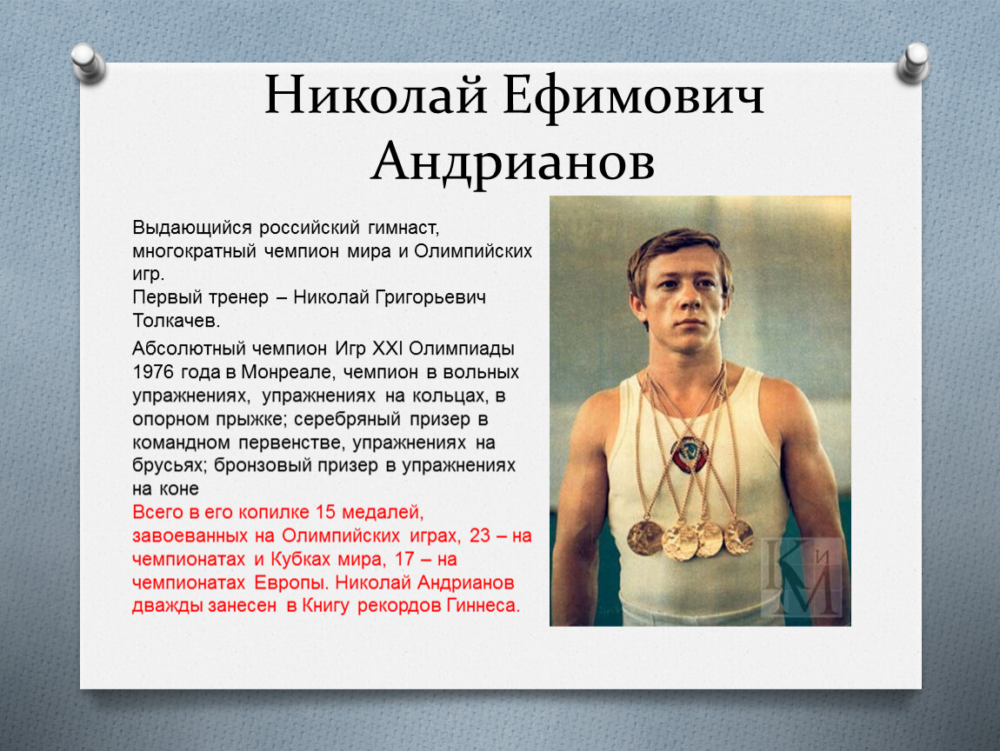 Николай Ефимович
Андрианов
Выдающийся российский гимнаст,
многократный чемпион мира и Олимпийских
игр.
Первый тренер – Николай Григорьевич
Толкачев.
Абсолютный чемпион Игр XXI Олимпиады
1976 года в Монреале, чемпион в вольных
упражнениях, упражнениях на кольцах, в
опорном прыжке; серебряный призер в
командном первенстве, упражнениях на
брусьях; бронзовый призер в упражнениях
на коне
Всего в его копилке 15 медалей,
завоеванных на Олимпийских играх, 23 – на
чемпионатах и Кубках мира, 17 – на
чемпионатах Европы. Николай Андрианов
дважды занесен в Книгу рекордов Гиннеса.
К и М